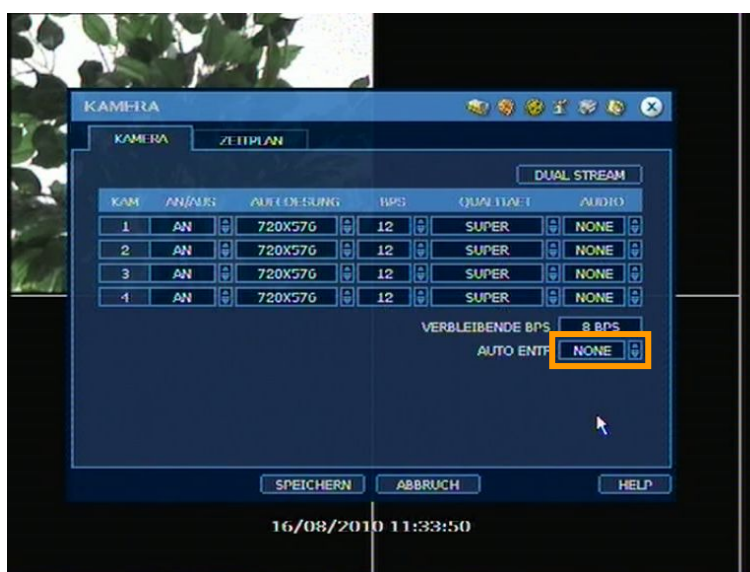 KAMERA
KAMERA ZEITPLAN
DUAL STREAM
KAM AN/AUS AUFLOESUNG BPS QUALITAET AUDIO
1 AN 720X576 12 SUPER NONE
2 AN 720X576 12 SUPER NONE
3 AN 720X576 12 SUPER NONE
4 AN 720X576 12 SUPER NONE
VERBLEIBENDE BPS 8 BPS
AUTO ENTF NONE
SPEICHERN ABBRUCH HELP
16/08/2010 11:33:50